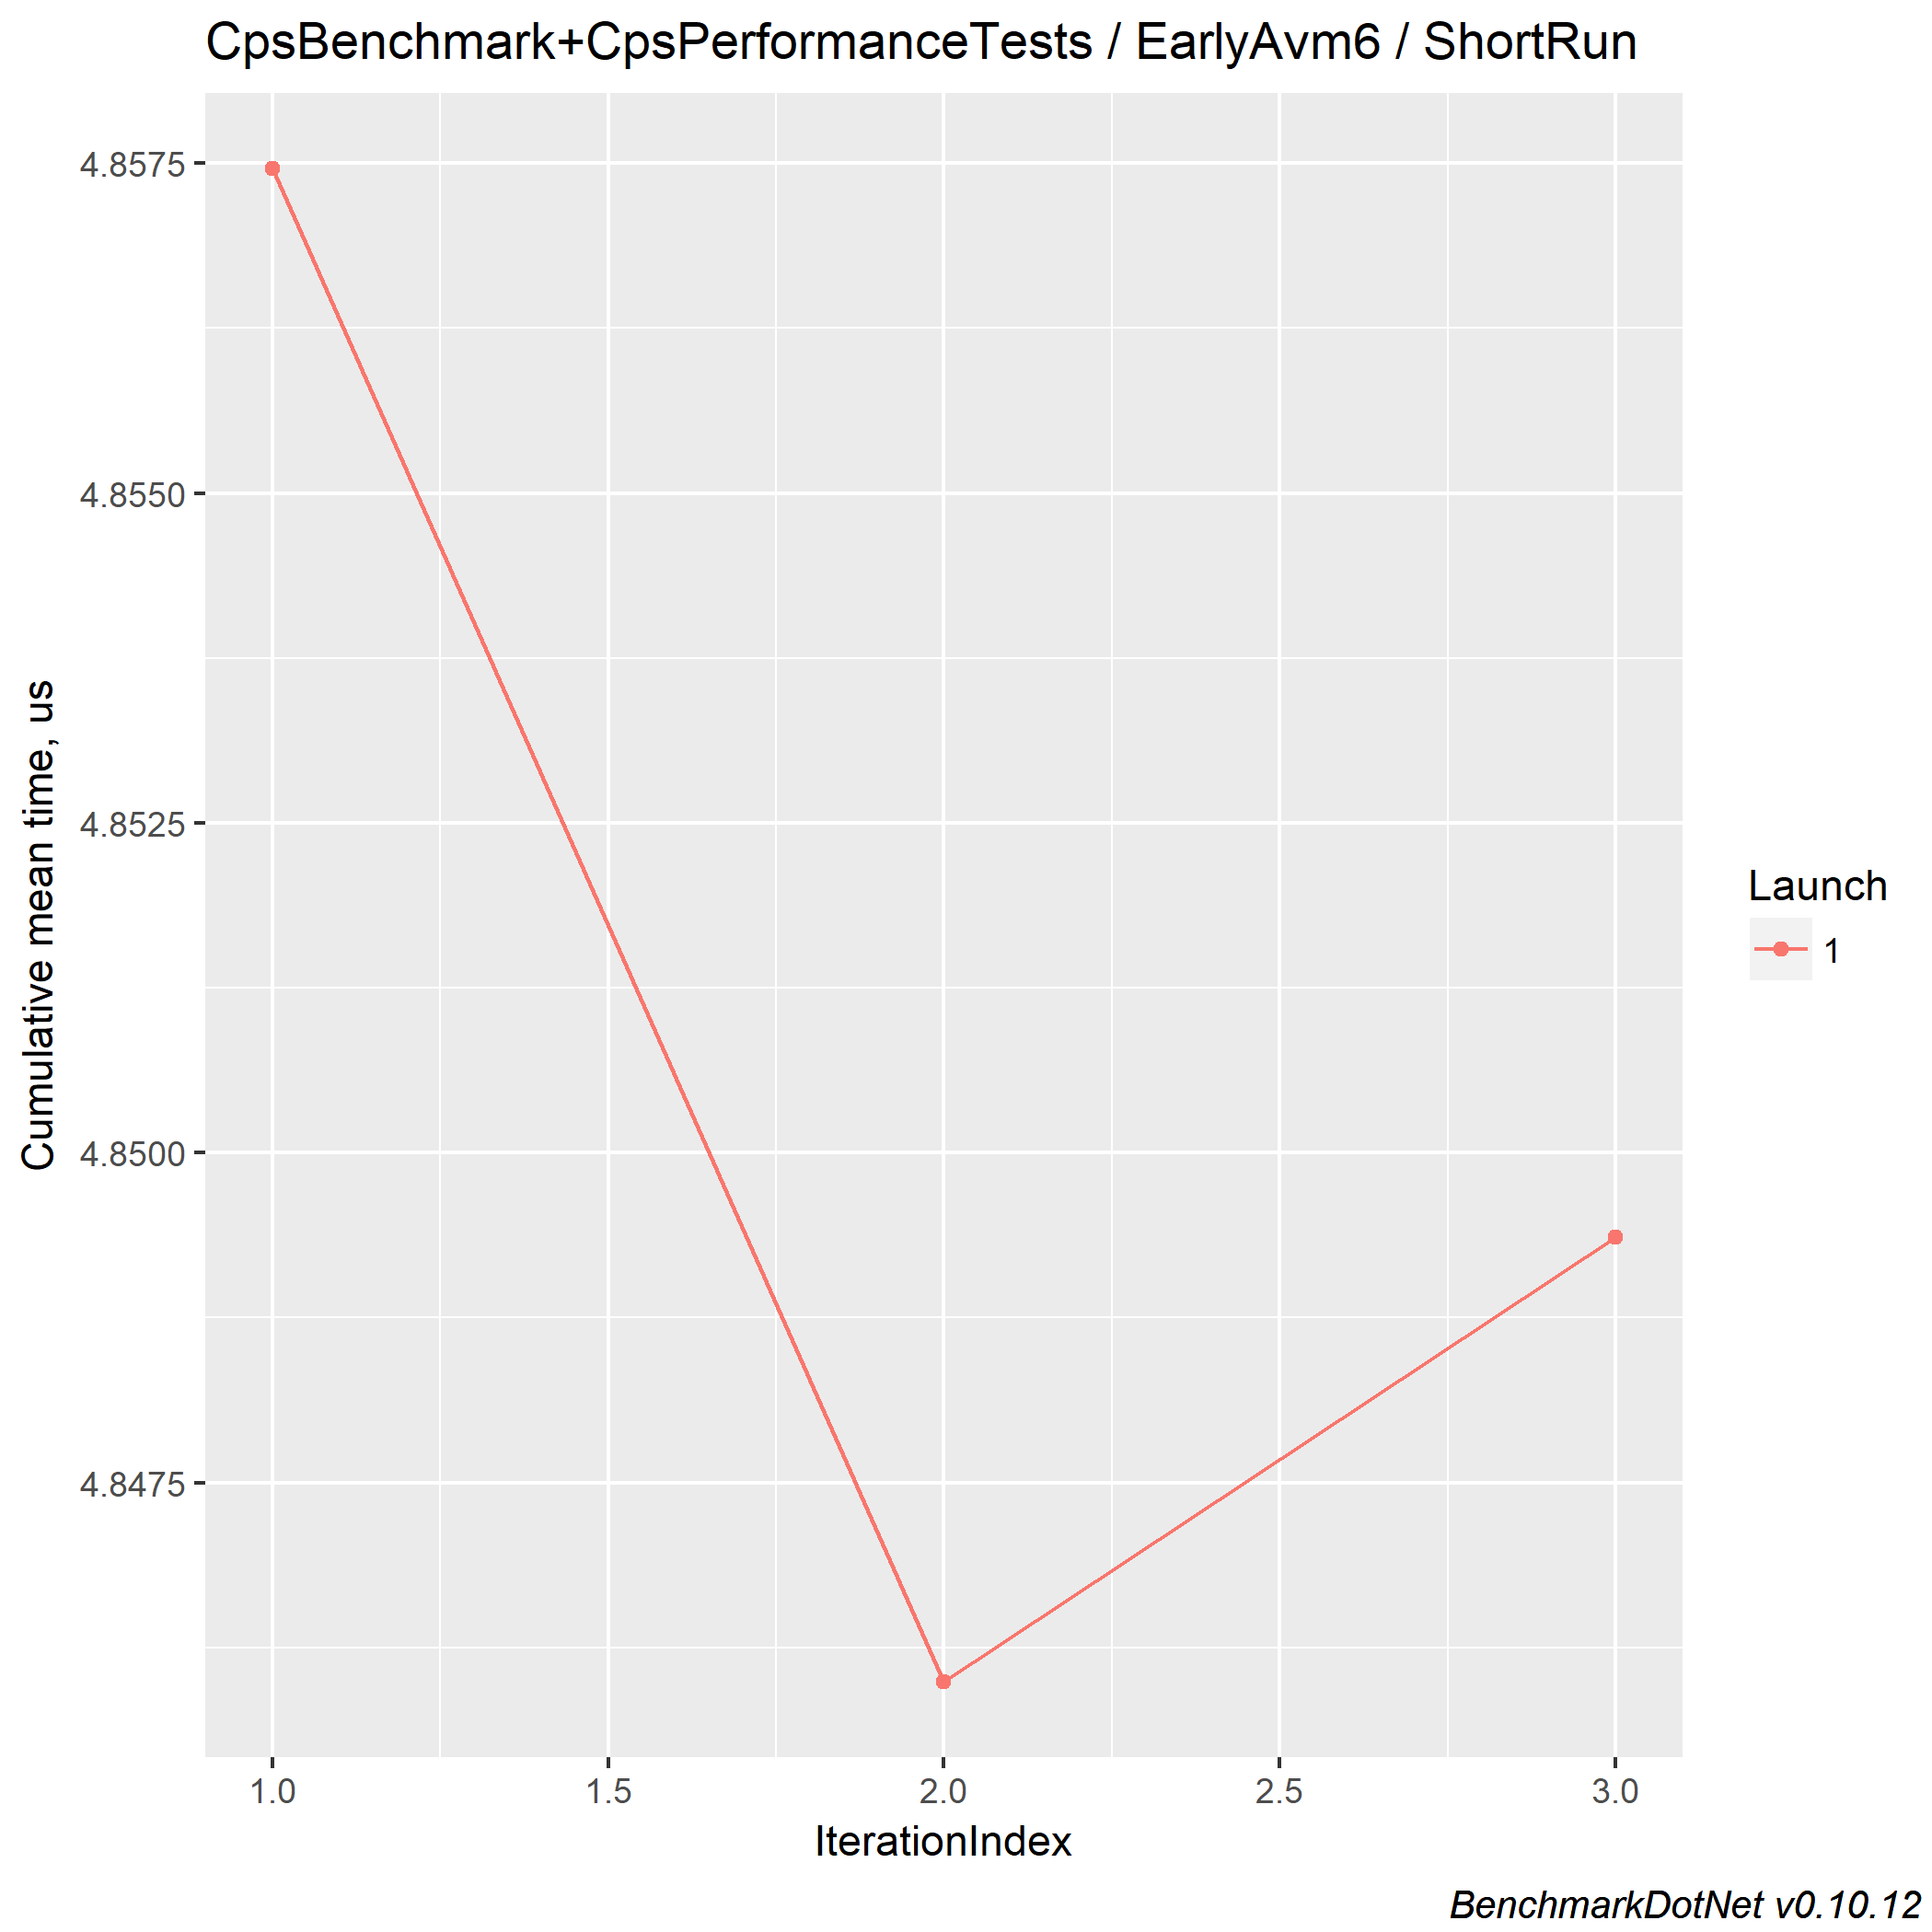 CpsBenchmark+CpsPerformanceTests / EarlyAvm6 / ShortRun
4.8575
4.8550
4.8525
4.8500
4.8475
Cumulative mean time, us
1.0 1.5 2.0 2.5 3.0
IterationIndex
Launch
1
BenchmarkDotNet v0.10.12